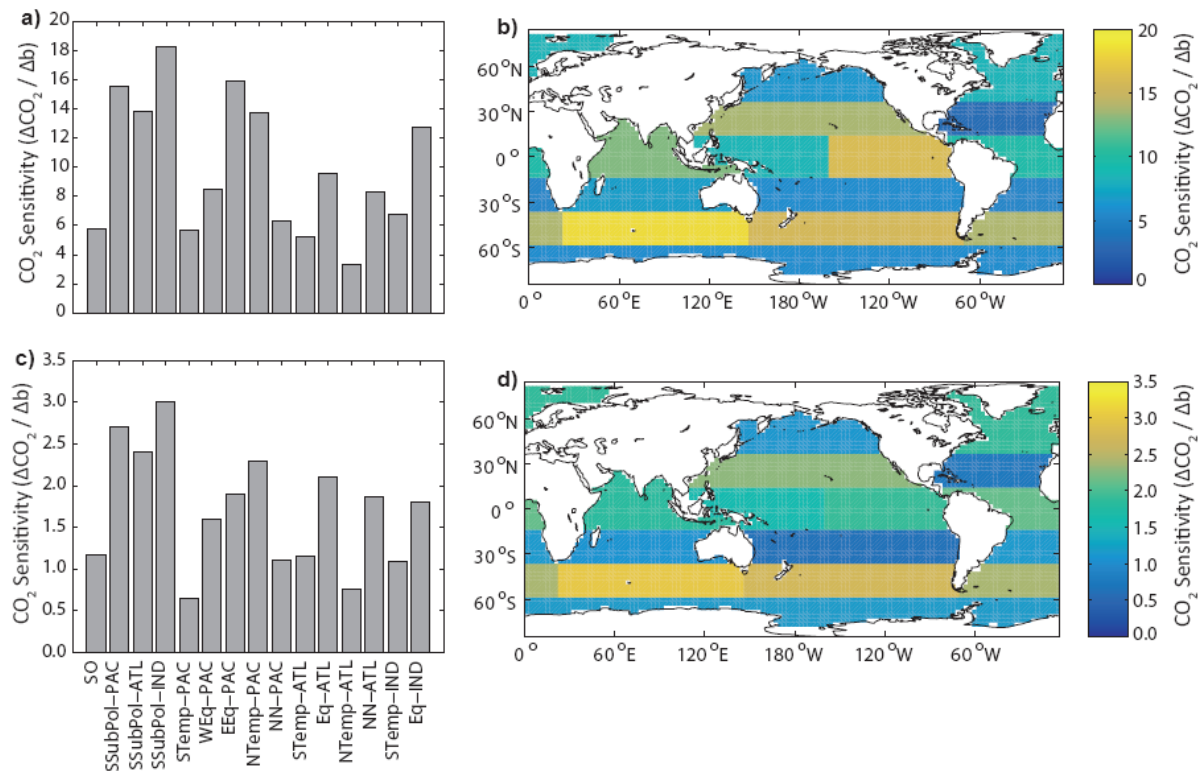 a)
CO2 Sensitivity (ΔCO2 / Δb)
20
18
16
14
12
10
8
6
4
2
0
b)
60 °N
30 °N
0 °
30 °S
60 °S
0 °
60 °E
120 °E
180 °W
120 °W
60 °W
20
15
10
5
0
CO2 Sensitivity (ΔCO2 / Δb)
c)
CO2 Sensitivity (ΔCO2 / Δb)
3.5
3.0
2.5
2.0
1.5
1.0
0.5
0.0
SO
SSubPol-PAC
SSubPol-ATL
SSubPol-IND
STemp-PAC
WEq-PAC
EEq-PAC
NTemp-PAC
NN-PAC
STemp-ATL
Eq-ATL
NTemp-ATL
NN-ATL
STemp-IND
Eq-IND
d)
60 °N
30 °N
0 °
30 °S
60 °S
0 °
60 °E
120 °E
180 °W
120 °W
60 °W
3.5
3.0
2.5
2.0
1.5
1.0
0.5
0.0
CO2 Sensitivity (ΔCO2 / Δb)